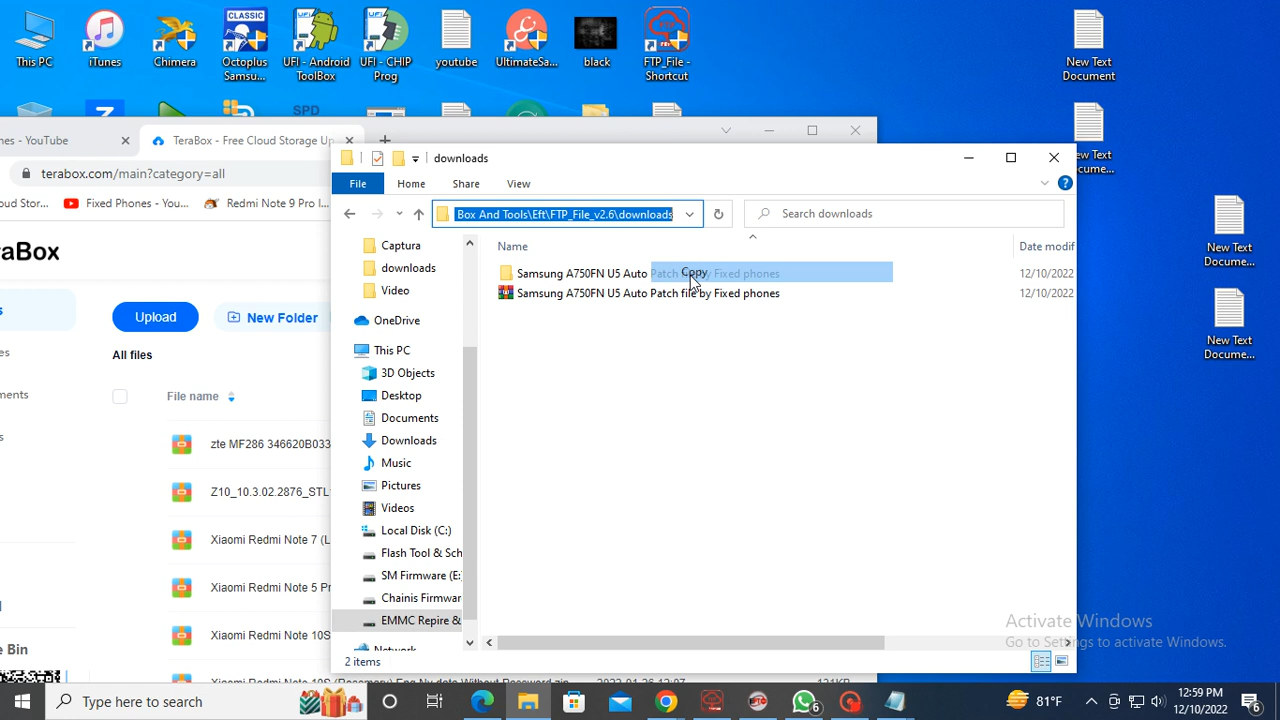 This PC
iTunes
Chimera
Octoplus Samsu...
UFI - Android ToolBox
UFI - CHIP Prog
youtube
UltimateSa...
black
FTP_File - Shortcut
New Text Document
SPD
New Text Docume...
New Text Docume...
nes - YouTube
TeraBox - Free Cloud Storage Up
terabox.com/main?category=all
oud Stor...
Fixed Phones - You...
Redmi Note 9 Pro I...
raBox
Upload
New Folder
All files
File name
zte MF286 346620B033
Z10_10.3.02.2876_STL
Xiaomi Redmi Note 7 (L
Xiaomi Redmi Note 5 Pr
Xiaomi Redmi Note 10S
e Bin
downloads
File
Home
Share
View
Box And Tools\Eft\FTP_File_v2.6\downloads
Search downloads
Captura
downloads
Video
OneDrive
This PC
3D Objects
Desktop
Documents
Downloads
Music
Pictures
Videos
Local Disk (C:)
Flash Tool & Sch
SM Firmware (E:
Chainis Firmwar
EMMC Repire &
Network
Name
Date modif
Samsung A750FN U5 Auto Patch file by Fixed phones
12/10/2022
Copy
Samsung A750FN U5 Auto Patch file by Fixed phones
12/10/2022
2 items
Activate Windows
Go to Settings to activate Windows.
Type here to search
6
81°F
12:59 PM
12/10/2022
6